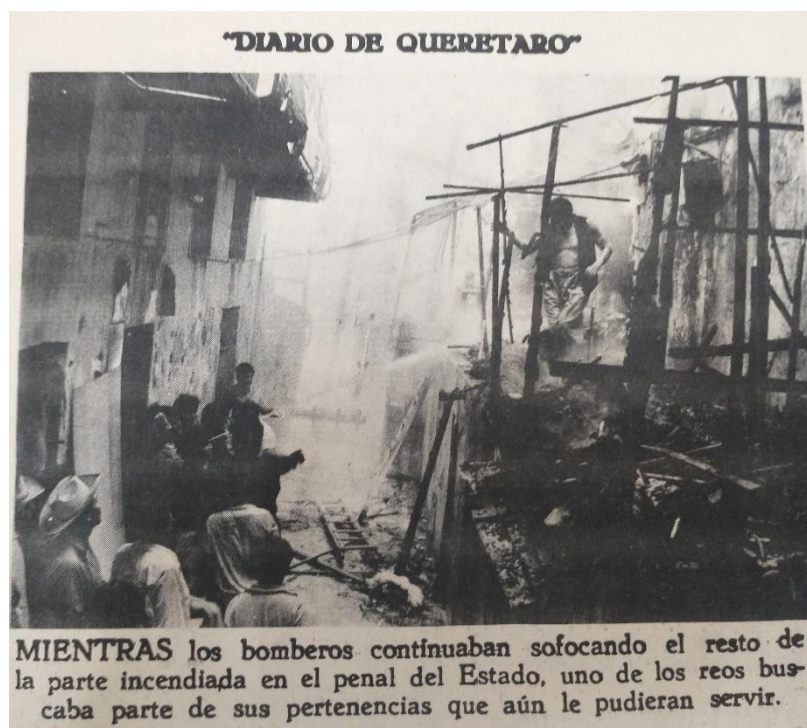 "DIARIO DE QUERETARO"
MIENTRAS los bomberos continuaban sofocando el resto de
la parte incendiada en el penal del Estado, uno de los reos bus-
caba parte de sus pertenencias que aún le pudieran servir.